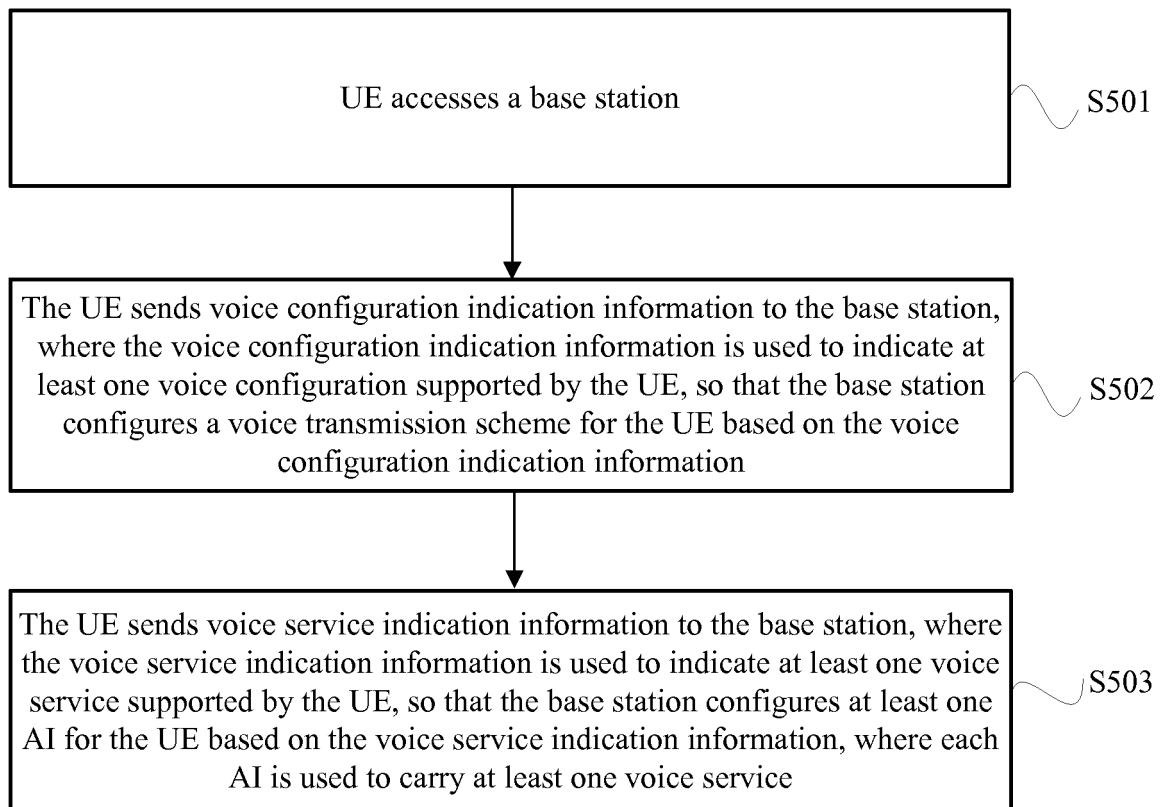 UE accesses a base station
S501
The UE sends voice configuration indication information to the base station,
where the voice configuration indication information is used to indicate at
least one voice configuration supported by the UE, so that the base station
configures a voice transmission scheme for the UE based on the voice
configuration indication information
S502
The UE sends voice service indication information to the base station, where
the voice service indication information is used to indicate at least one voice
service supported by the UE, so that the base station configures at least one
AI for the UE based on the voice service indication information, where each
AI is used to carry at least one voice service
S503